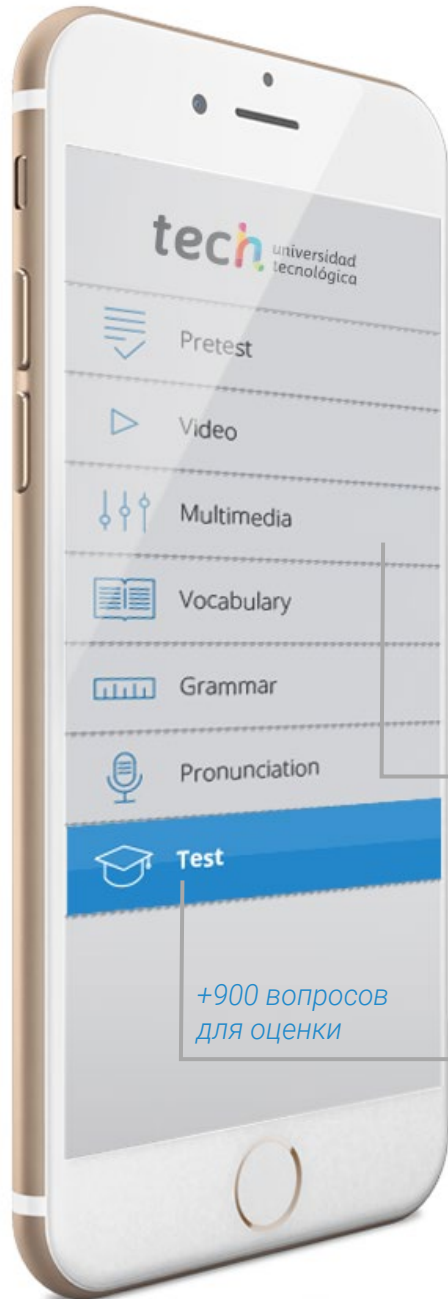 tech universidad
tecnológica
Pretest
Video
Multimedia
Vocabulary
Grammar
Pronunciation
Test
+900 вопросов
для оценки